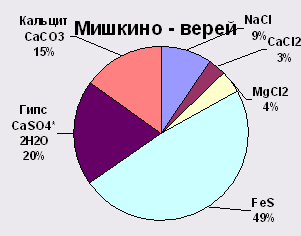 Мишкино - верей
Кальцит
CaCO3
15%
NaCl
9%
CaCl2
3%
MgCl2
4%
Гипс
CaSO4*
2H2O
20%
FeS
49%